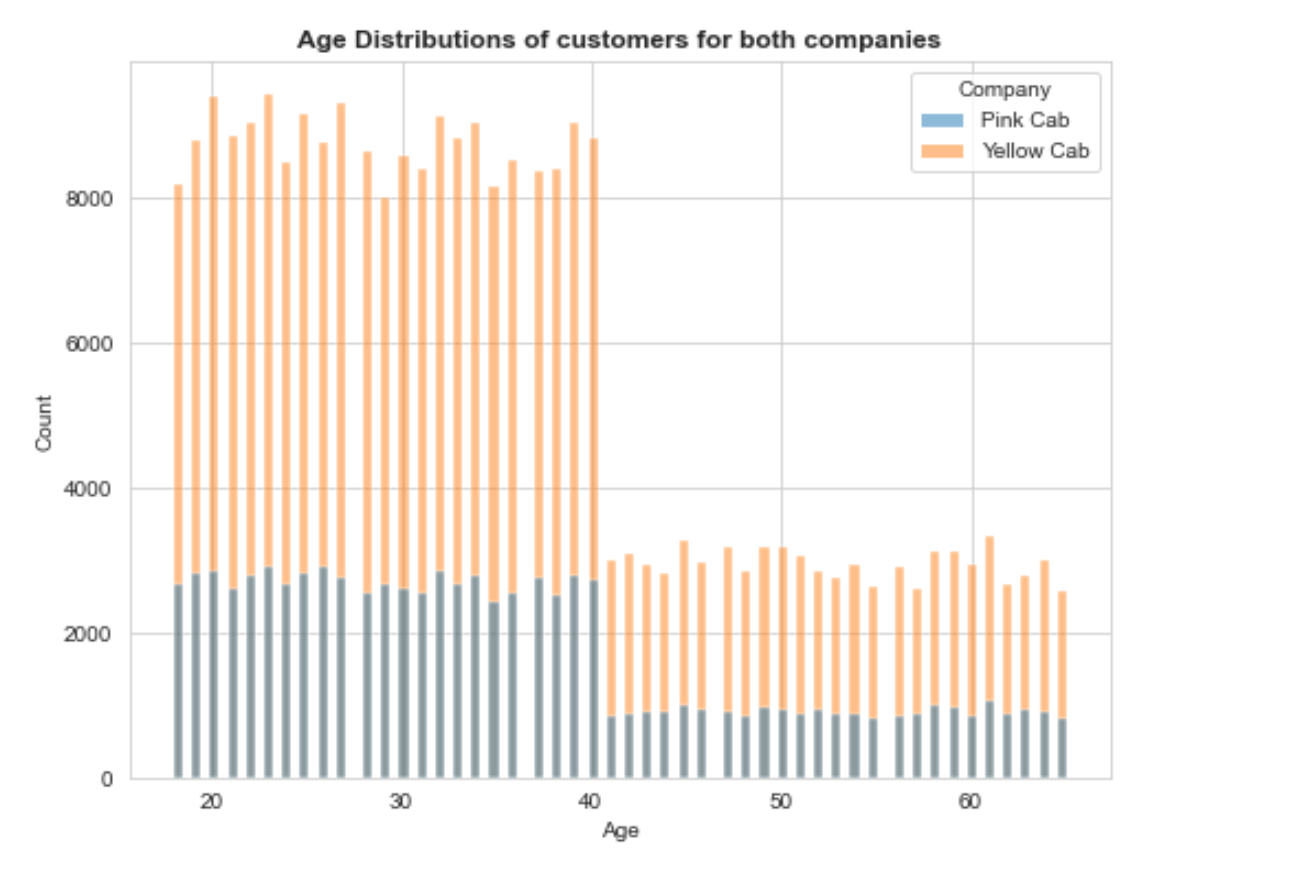 Age Distributions of customers for both companies
Company
Pink Cab
Yellow Cab
8000
6000
4000
2000
0
Count
20 30 40 50 60
Age